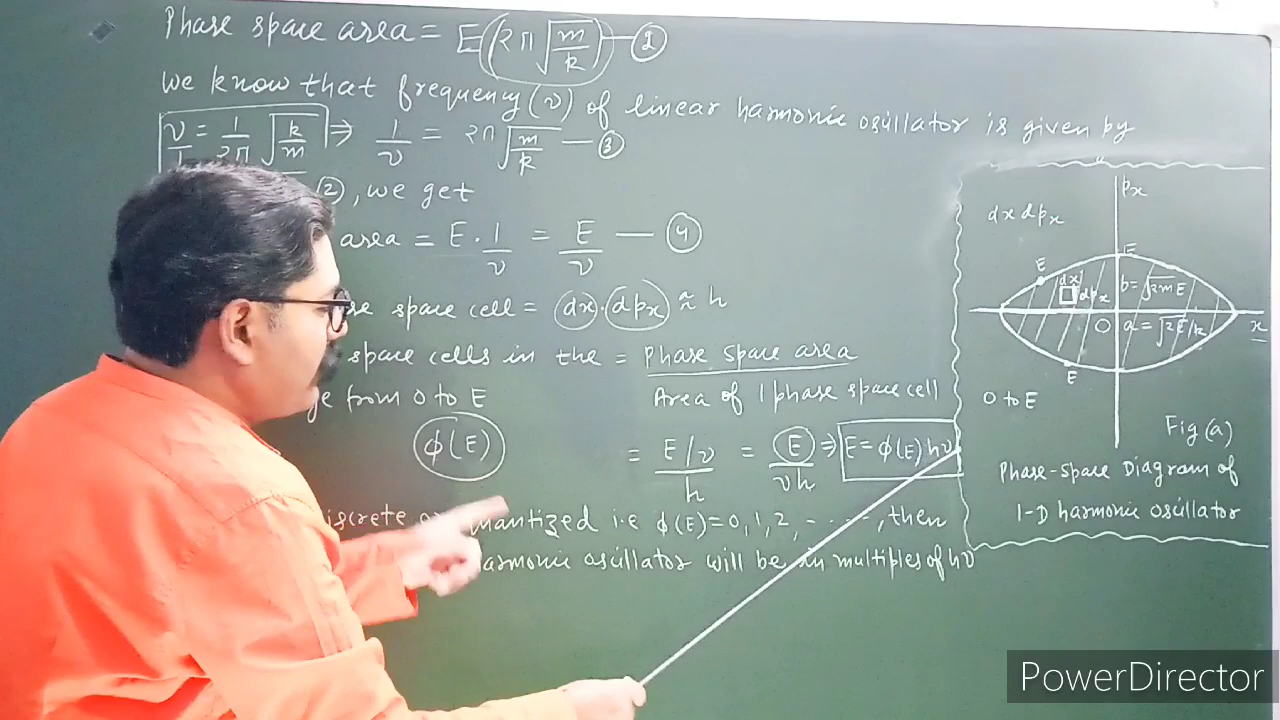 Phase space area = E(2π√(m/k)) — ②
We know that frequency(ν) of linear harmonic oscillator is given by
ν/1 = 1/2π √(k/m) ⇒ 1/ν = 2π√(m/k) — ③
(2), we get
area = E · 1/ν = E/ν — ④
space cell = (dx)·(dpx) ≈ h
space cells in the = Phase space area
from 0 to E Area of 1 phase space cell
φ(E) = E/ν / h = E/νh ⇒ E = φ(E)hν
quantized i.e φ(E)=0,1,2, - - - - -, then
harmonic oscillator will be in multiples of hν
px
dx dpx
E
E
dx
dpx
b = √2mE
O
a = √2E/k
x
E
0 to E
Fig (a)
Phase-Space Diagram of
1-D harmonic oscillator
PowerDirector